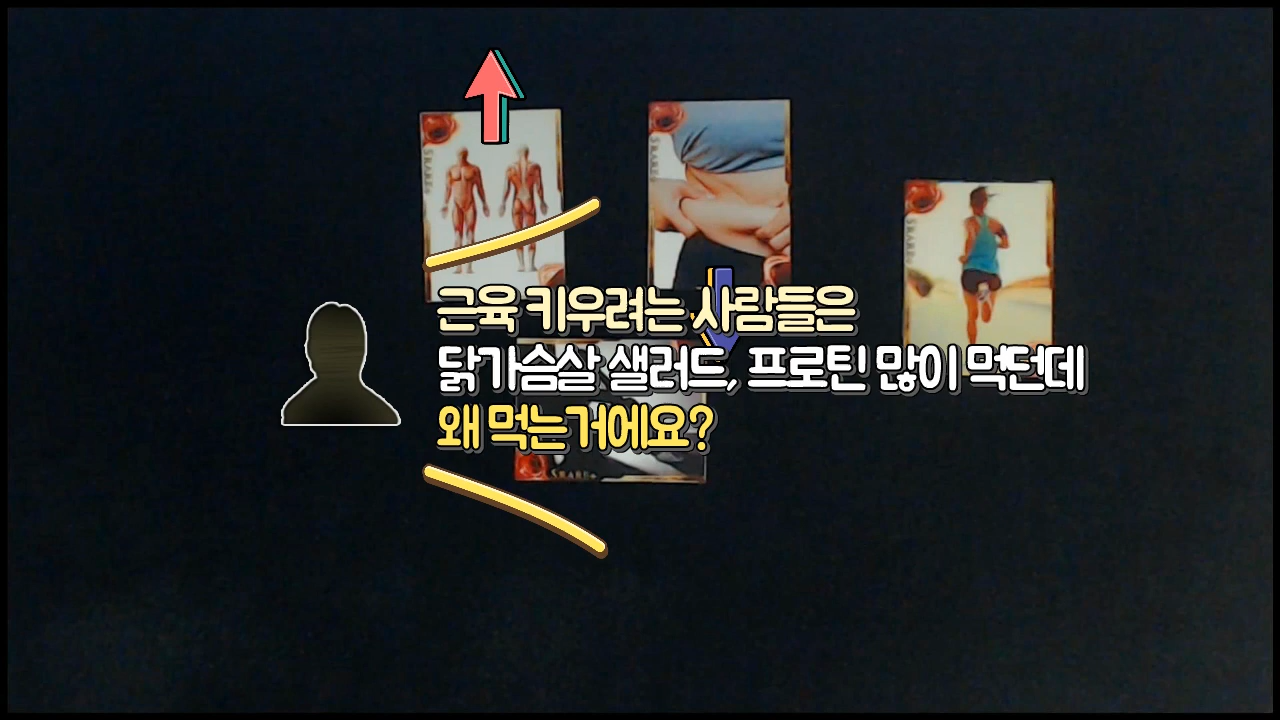 근육 키우려는 사람들은
닭가슴살 샐러드, 프로틴 많이 먹던데
왜 먹는거에요?